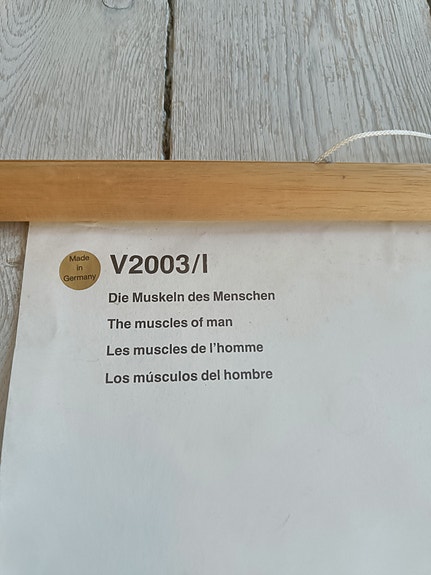 Made
in
Germany
V2003/I
Die Muskeln des Menschen
The muscles of man
Les muscles de l'homme
Los músculos del hombre